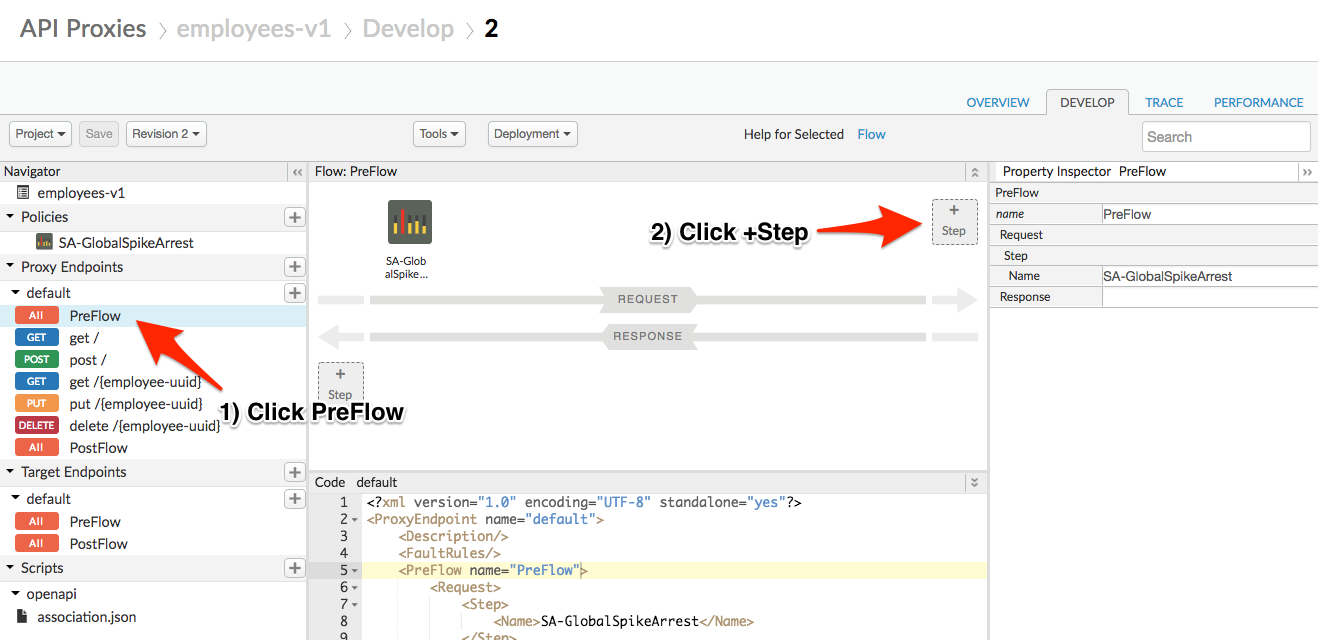 API Proxies > employees-v1 > Develop > 2
OVERVIEW DEVELOP TRACE PERFORMANCE
Project Save Revision 2 Tools Deployment Help for Selected Flow Search
Navigator
employees-v1
Policies
SA-GlobalSpikeArrest
Proxy Endpoints
default
All PreFlow
GET get /
POST post /
GET get /{employee-uuid}
PUT put /{employee-uuid}
DELETE delete /{employee-uuid}
All PostFlow
Target Endpoints
default
All PreFlow
All PostFlow
Scripts
openapi
association.json
1) Click PreFlow
Flow: PreFlow
SA-Glob
alSpike...
2) Click +Step
+
Step
REQUEST
RESPONSE
+
Step
Code default
1 <?xml version="1.0" encoding="UTF-8" standalone="yes"?>
2 <ProxyEndpoint name="default">
3 <Description/>
4 <FaultRules/>
5 <PreFlow name="PreFlow">
6 <Request>
7 <Step>
8 <Name>SA-GlobalSpikeArrest</Name>
9 </Step>
Property Inspector PreFlow
PreFlow
name PreFlow
Request
Step
Name SA-GlobalSpikeArrest
Response